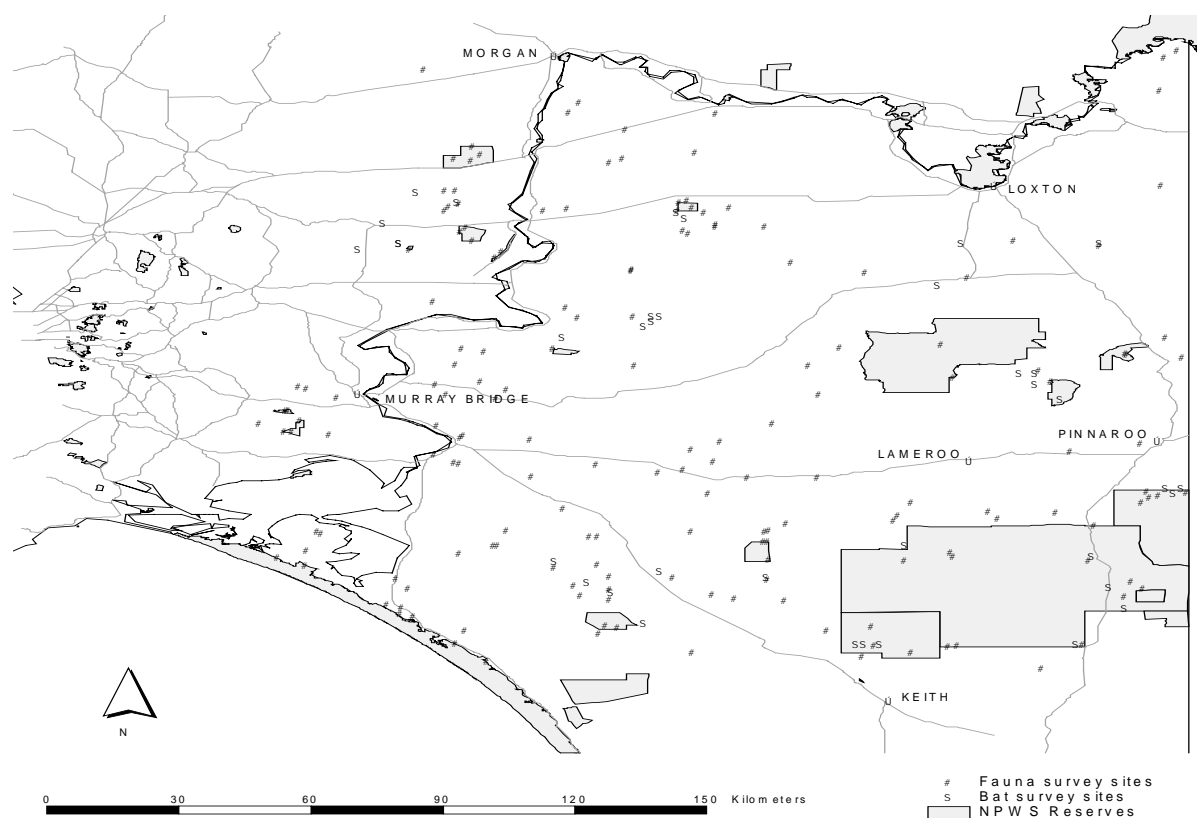 MORGAN
LOXTON
MURRAY BRIDGE
PINNAROO
LAMEROO
KEITH
N
0 30 60 90 120 150 Kilometers
# Fauna survey sites
S Bat survey sites
NPWS Reserves